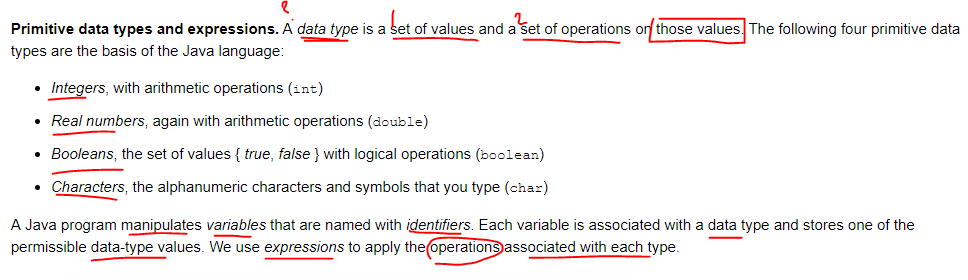 Primitive data types and expressions. A data type is a set of values and a set of operations on those values. The following four primitive data
types are the basis of the Java language:
• Integers, with arithmetic operations (int)
• Real numbers, again with arithmetic operations (double)
• Booleans, the set of values { true, false } with logical operations (boolean)
• Characters, the alphanumeric characters and symbols that you type (char)
A Java program manipulates variables that are named with identifiers. Each variable is associated with a data type and stores one of the
permissible data-type values. We use expressions to apply the operations associated with each type.